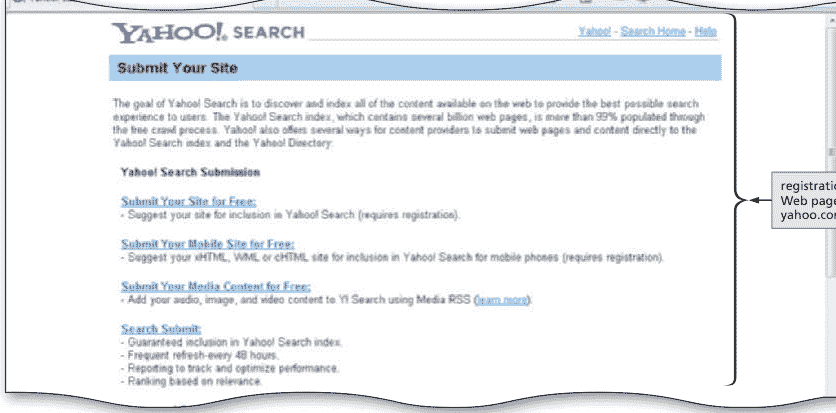 YAHOO! SEARCH
Yahoo! - Search Home - Help
Submit Your Site
The goal of Yahoo! Search is to discover and index all of the content available on the web to provide the best possible search
experience to users. The Yahoo! Search index, which contains several billion web pages, is more than 99% populated through
the free crawl process. Yahoo! also offers several ways for content providers to submit web pages and content directly to the
Yahoo! Search index and the Yahoo! Directory:
Yahoo! Search Submission
Submit Your Site for Free:
- Suggest your site for inclusion in Yahoo! Search (requires registration).
Submit Your Mobile Site for Free:
- Suggest your xHTML, WML or cHTML site for inclusion in Yahoo! Search for mobile phones (requires registration).
Submit Your Media Content for Free:
- Add your audio, image, and video content to Y! Search using Media RSS (learn more).
Search Submit:
- Guaranteed inclusion in Yahoo! Search index.
- Frequent refresh-every 48 hours.
- Reporting to track and optimize performance.
- Ranking based on relevance.
registratio
Web page
yahoo.co